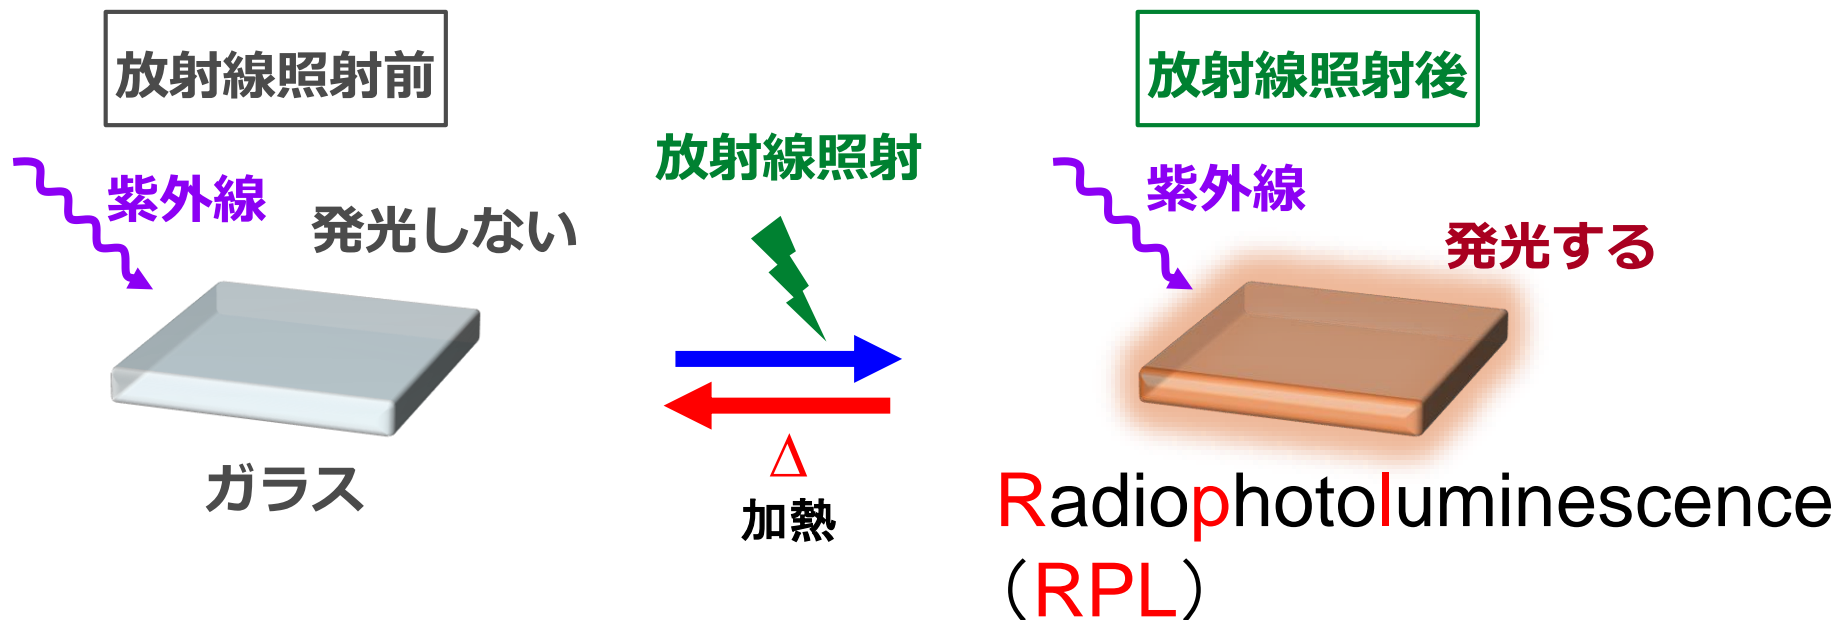 放射線照射前
紫外線
発光しない
ガラス
放射線照射
Δ
加熱
放射線照射後
紫外線
発光する
Radiophotoluminescence
（RPL）